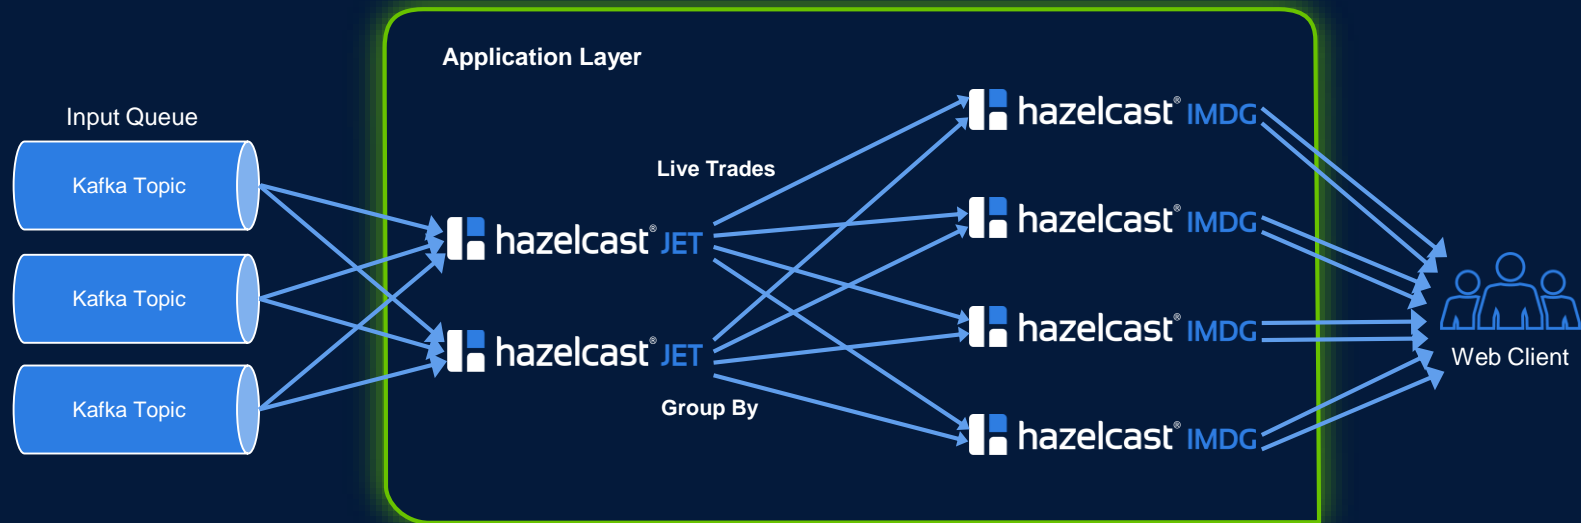 Application Layer
Input Queue
Kafka Topic
Kafka Topic
Kafka Topic
hazelcast® JET
hazelcast® JET
Live Trades
Group By
hazelcast® IMDG
hazelcast® IMDG
hazelcast® IMDG
hazelcast® IMDG
Web Client